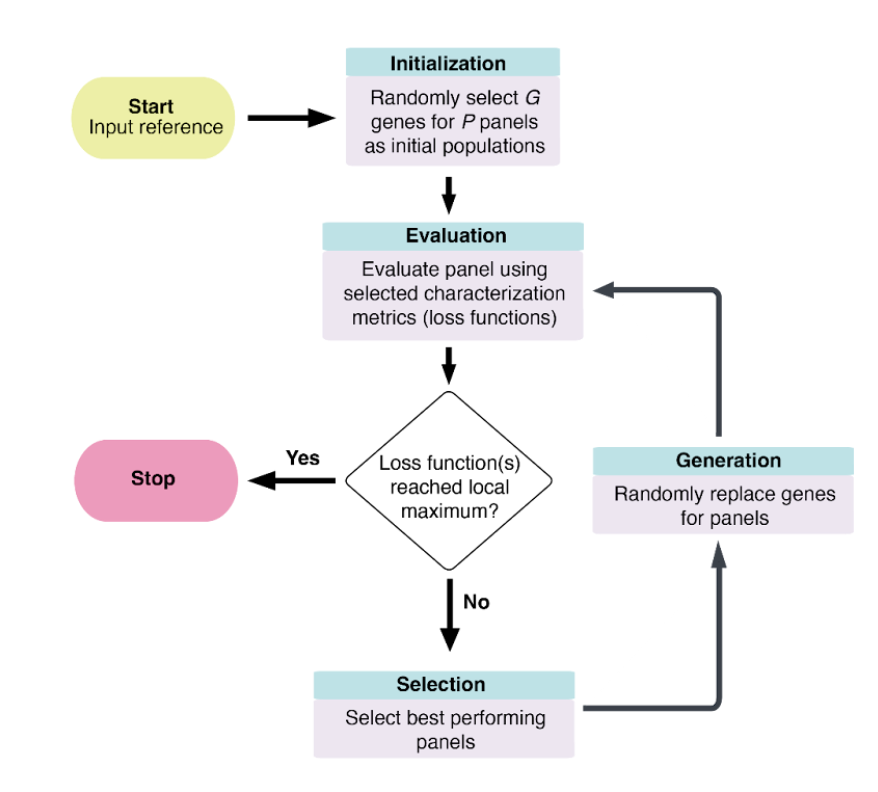 Start
Input reference
Initialization
Randomly select G
genes for P panels
as initial populations
Evaluation
Evaluate panel using
selected characterization
metrics (loss functions)
Loss function(s)
reached local
maximum?
Yes
Stop
No
Selection
Select best performing
panels
Generation
Randomly replace genes
for panels